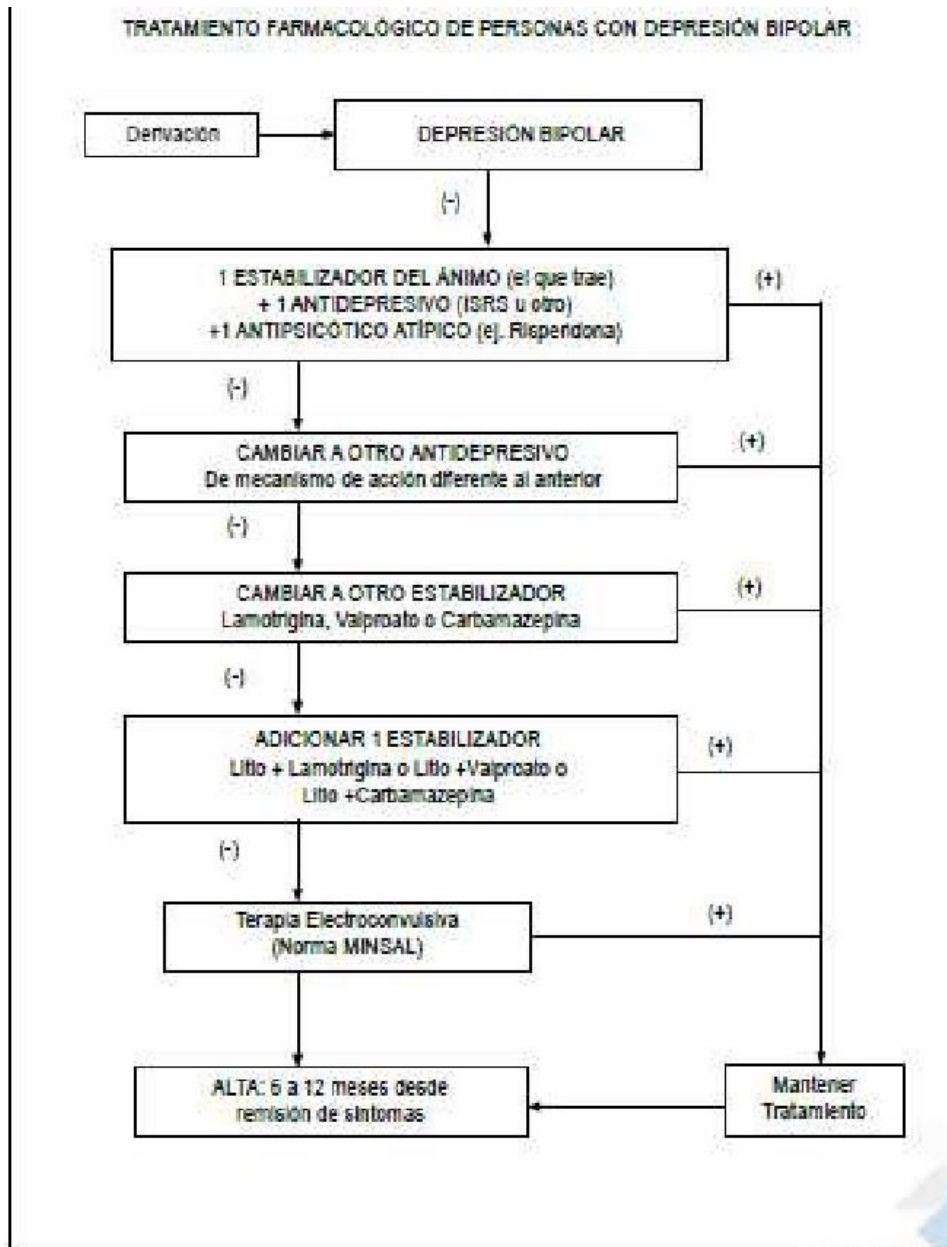 TRATAMIENTO FARMACOLÓGICO DE PERSONAS CON DEPRESIÓN BIPOLAR
Derivación
DEPRESIÓN BIPOLAR
(-)
1 ESTABILIZADOR DEL ÁNIMO (el que trae)
+ 1 ANTIDEPRESIVO (ISRS u otro)
+1 ANTIPSICÓTICO ATÍPICO (ej. Risperidona)
(+)
(-)
CAMBIAR A OTRO ANTIDEPRESIVO
De mecanismo de acción diferente al anterior
(+)
(-)
CAMBIAR A OTRO ESTABILIZADOR
Lamotrigina, Valproato o Carbamazepina
(+)
(-)
ADICIONAR 1 ESTABILIZADOR
Litio + Lamotrigina o Litio +Valproato o
Litio +Carbamazepina
(+)
(-)
Terapia Electroconvulsiva
(Norma MINSAL)
(+)
ALTA: 6 a 12 meses desde
remisión de síntomas
Mantener
Tratamiento